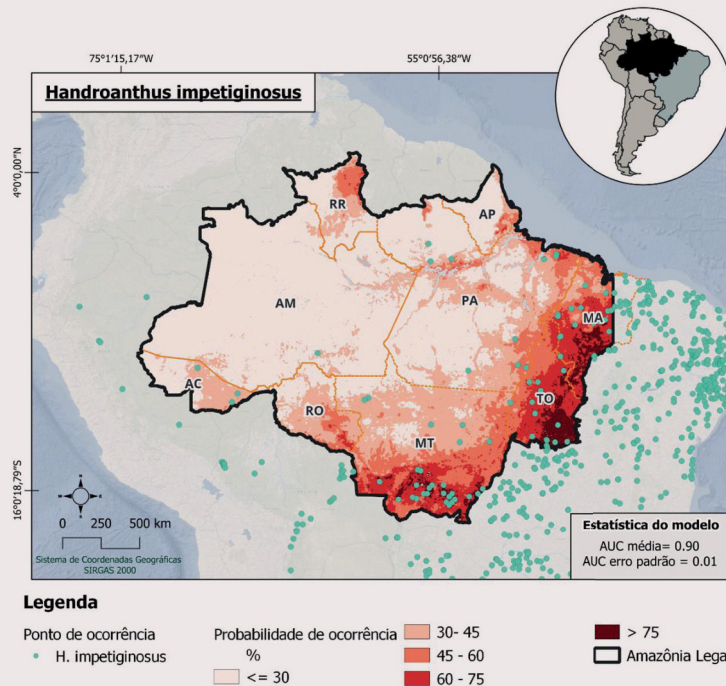 75°1'15,17"W
55°0'56,38"W
Handroanthus impetiginosus
4°0'0,00"N
16°0'18,79"S
RR
AP
AM
PA
MA
AC
RO
TO
MT
0 250 500 km
Sistema de Coordenadas Geográficas
SIRGAS 2000
Estatística do modelo
AUC média= 0.90
AUC erro padrão = 0.01
Legenda
Ponto de ocorrência
H. impetiginosus
Probabilidade de ocorrência
%
<= 30
30- 45
45 - 60
60 - 75
> 75
Amazônia Legal